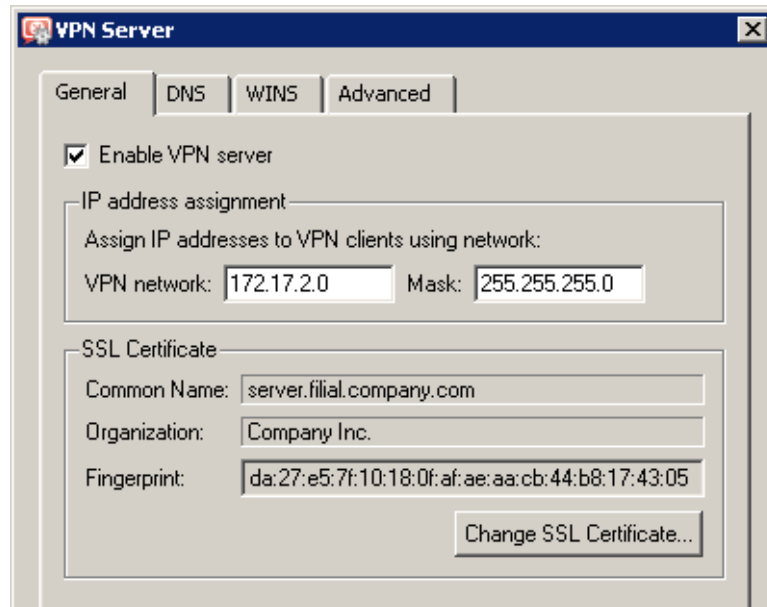 VPN Server
General DNS WINS Advanced
Enable VPN server
IP address assignment
Assign IP addresses to VPN clients using network:
VPN network: 172.17.2.0 Mask: 255.255.255.0
SSL Certificate
Common Name: server.filial.company.com
Organization: Company Inc.
Fingerprint: da:27:e5:7f:10:18:0f:af:ae:aa:cb:44:b8:17:43:05
Change SSL Certificate...